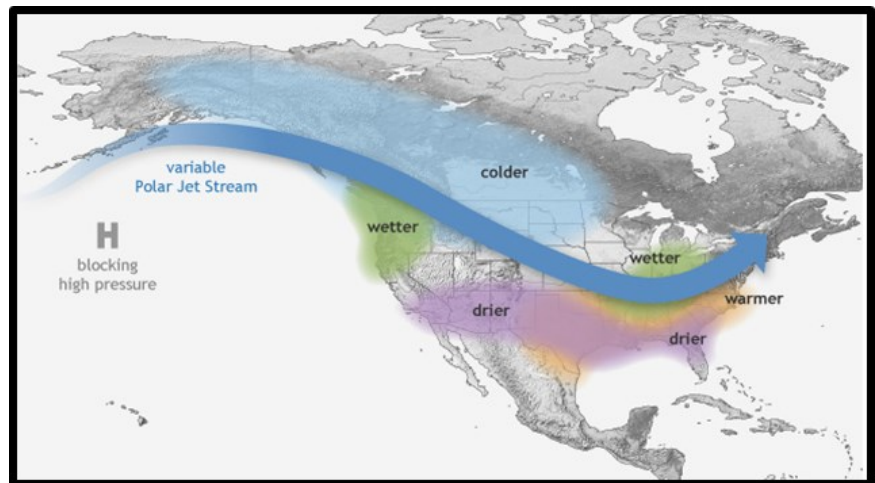 variable
Polar Jet Stream
colder
H
blocking
high pressure
wetter
wetter
drier
warmer
drier